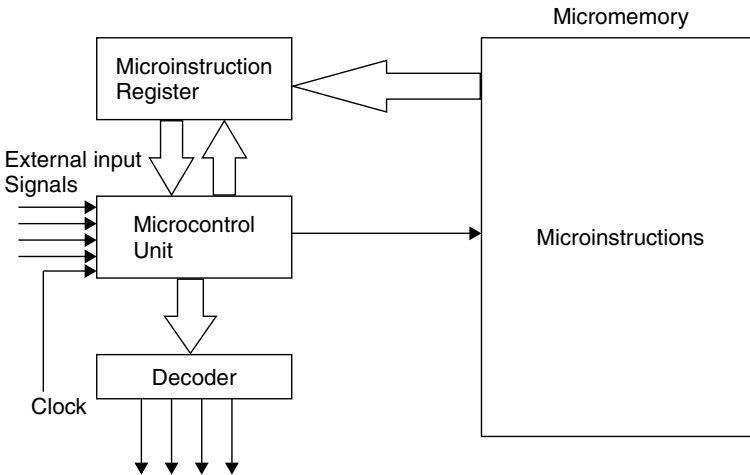 Micromemory
Microinstruction
Register
External input
Signals
Microcontrol
Unit
Microinstructions
Decoder
Clock